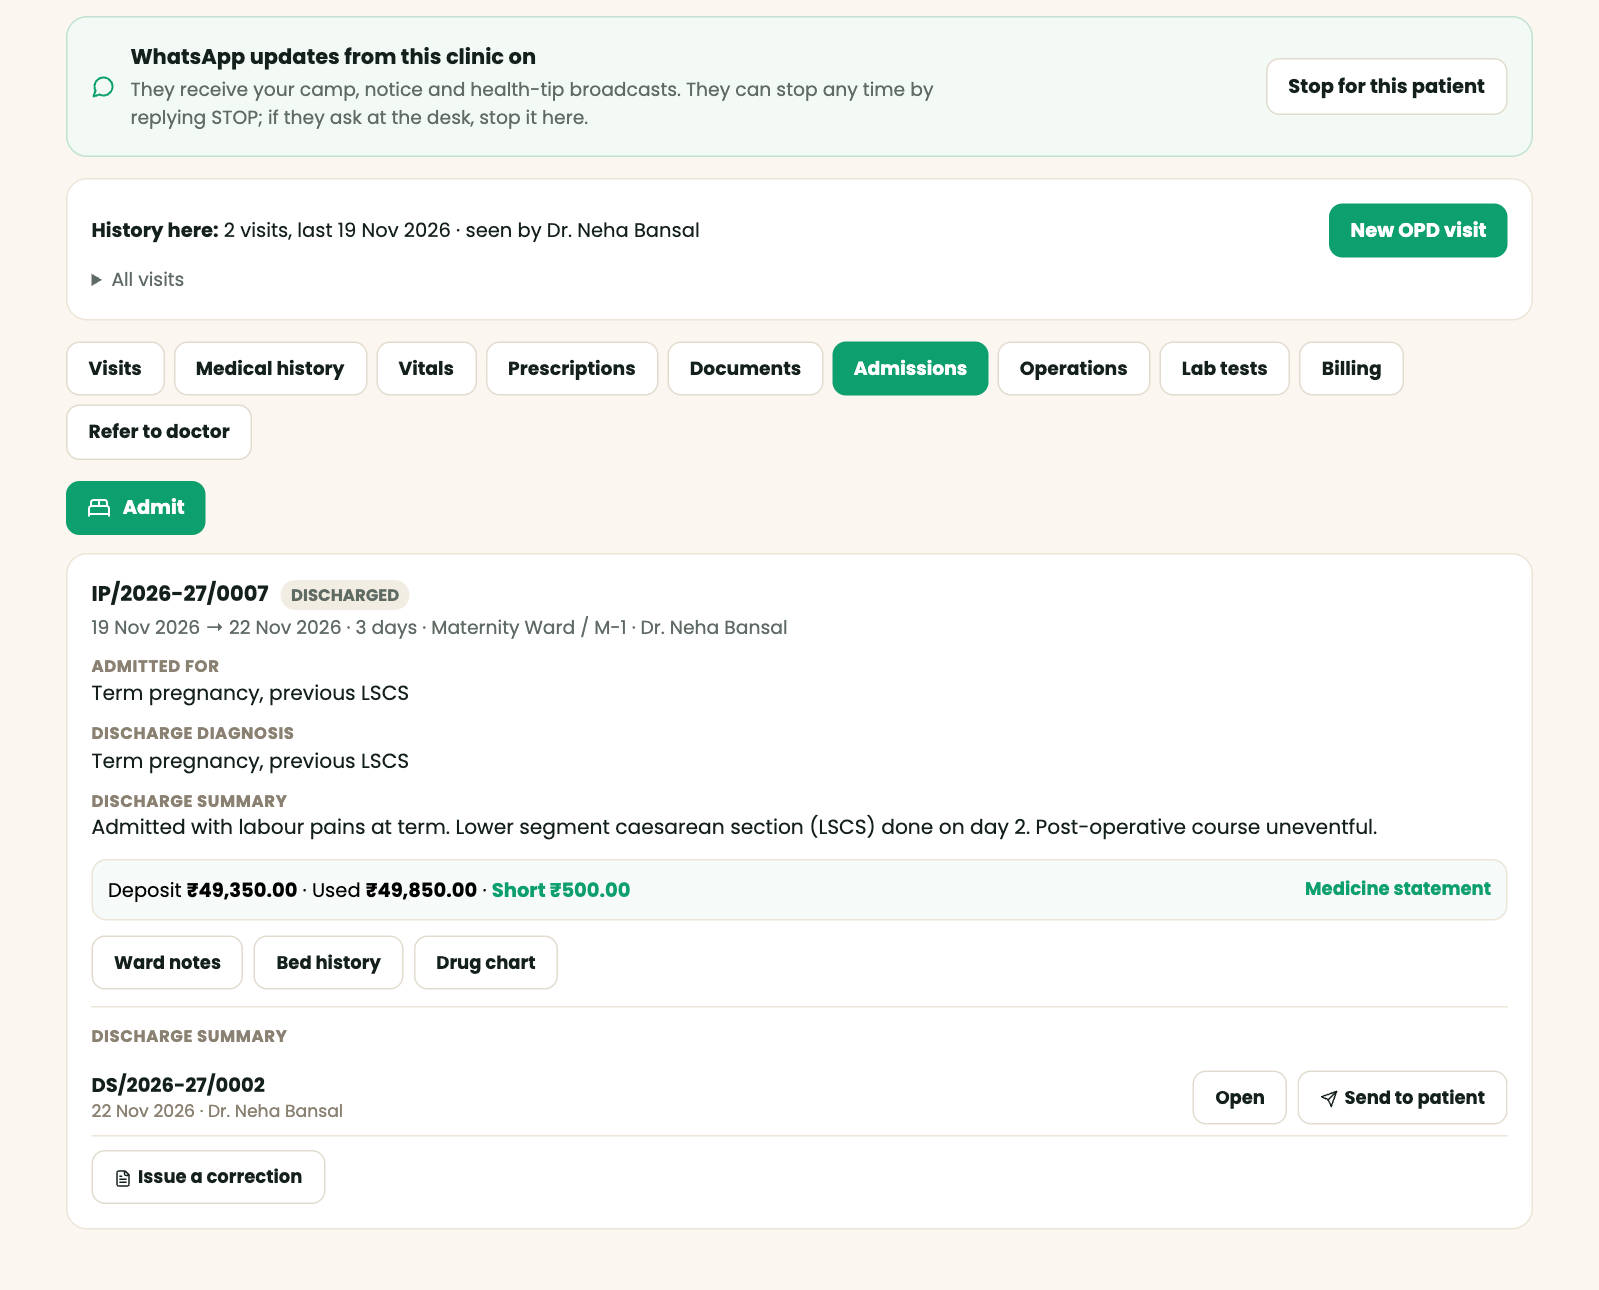 WhatsApp updates from this clinic on
They receive your camp, notice and health-tip broadcasts. They can stop any time by
replying STOP; if they ask at the desk, stop it here.
Stop for this patient
History here: 2 visits, last 19 Nov 2026 · seen by Dr. Neha Bansal
New OPD visit
▶ All visits
Visits
Medical history
Vitals
Prescriptions
Documents
Admissions
Operations
Lab tests
Billing
Refer to doctor
Admit
IP/2026-27/0007 DISCHARGED
19 Nov 2026 → 22 Nov 2026 · 3 days · Maternity Ward / M-1 · Dr. Neha Bansal
ADMITTED FOR
Term pregnancy, previous LSCS
DISCHARGE DIAGNOSIS
Term pregnancy, previous LSCS
DISCHARGE SUMMARY
Admitted with labour pains at term. Lower segment caesarean section (LSCS) done on day 2. Post-operative course uneventful.
Deposit ₹49,350.00 · Used ₹49,850.00 · Short ₹500.00
Medicine statement
Ward notes
Bed history
Drug chart
DISCHARGE SUMMARY
DS/2026-27/0002
22 Nov 2026 · Dr. Neha Bansal
Open
Send to patient
Issue a correction